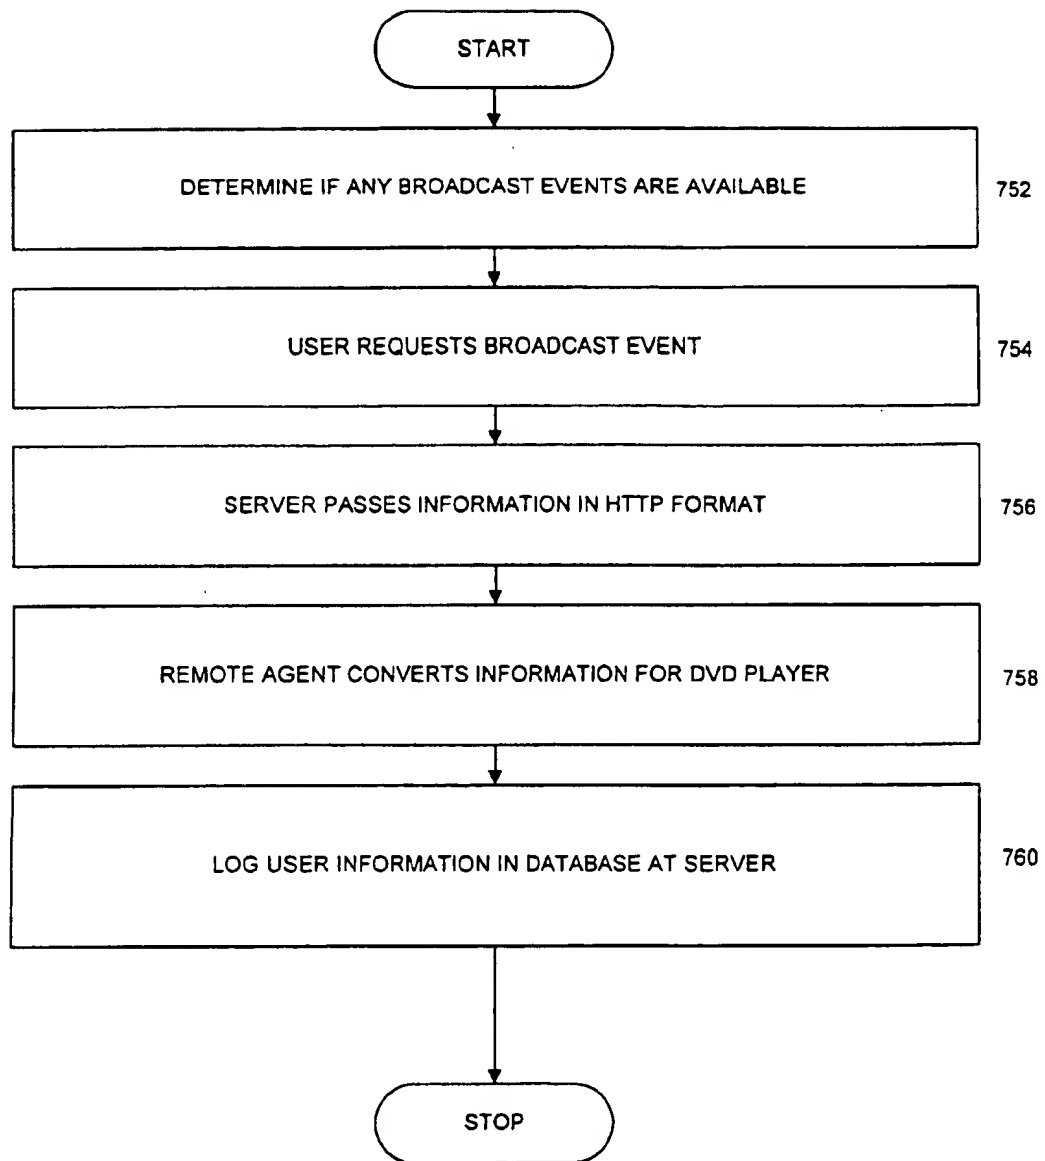 START
DETERMINE IF ANY BROADCAST EVENTS ARE AVAILABLE
752
USER REQUESTS BROADCAST EVENT
754
SERVER PASSES INFORMATION IN HTTP FORMAT
756
REMOTE AGENT CONVERTS INFORMATION FOR DVD PLAYER
758
LOG USER INFORMATION IN DATABASE AT SERVER
760
STOP